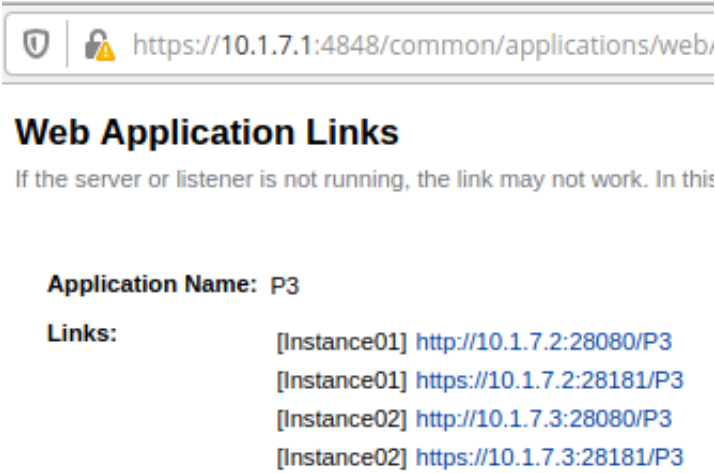 https://10.1.7.1:4848/common/applications/web
Web Application Links
If the server or listener is not running, the link may not work. In this
Application Name: P3
Links:
[Instance01] http://10.1.7.2:28080/P3
[Instance01] https://10.1.7.2:28181/P3
[Instance02] http://10.1.7.3:28080/P3
[Instance02] https://10.1.7.3:28181/P3